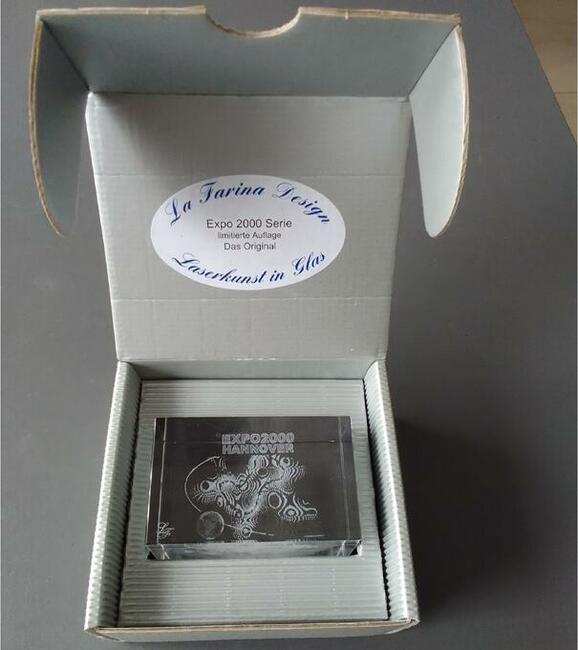 La Farina Design
Expo 2000 Serie
limitierte Auflage
Das Original
Laserkunst in Glas
EXPO2000
HANNOVER